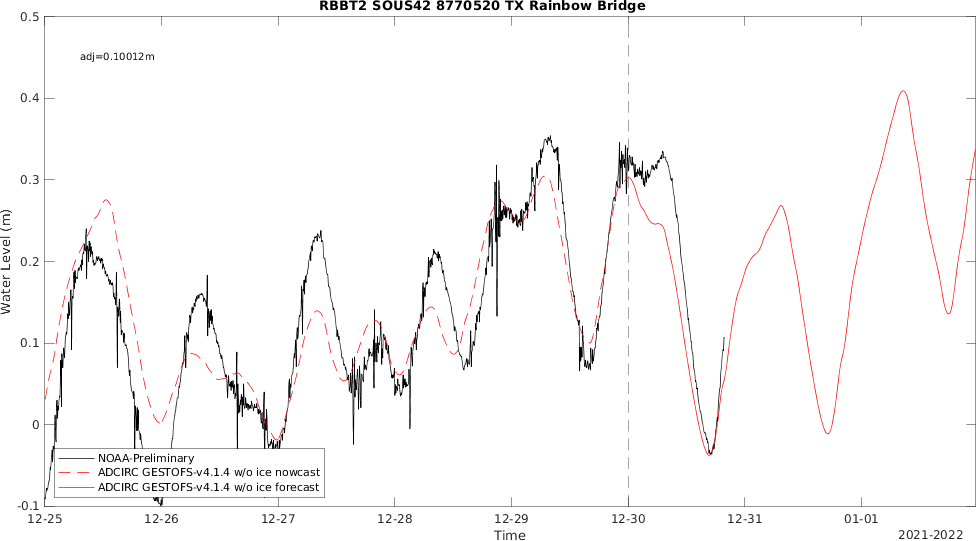 RBBT2 SOUS42 8770520 TX Rainbow Bridge
0.5
adj=0.10012m
0.4
0.3
0.2
0.1
0
-0.1
Water Level (m)
NOAA-Preliminary
ADCIRC GESTOFS-v4.1.4 w/o ice nowcast
ADCIRC GESTOFS-v4.1.4 w/o ice forecast
12-25 12-26 12-27 12-28 12-29 12-30 12-31 01-01
Time
2021-2022